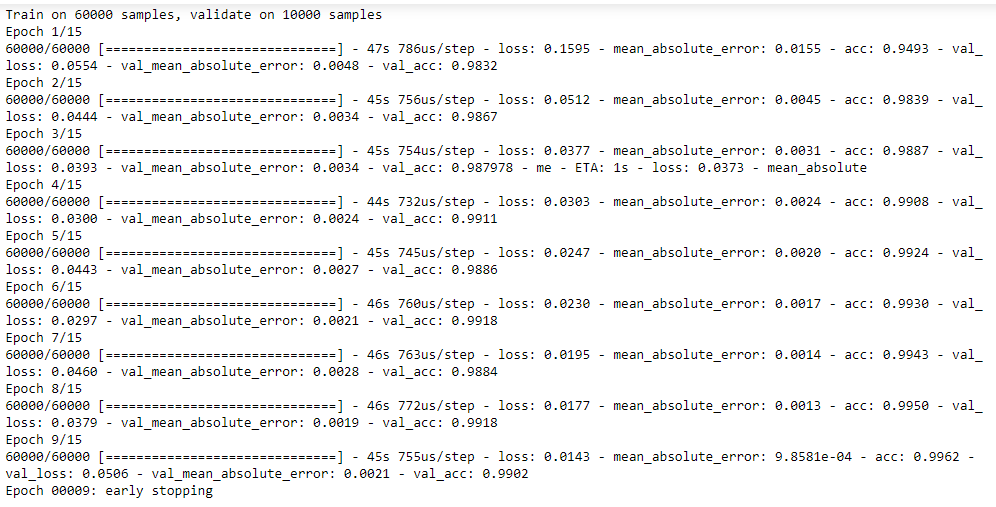 Train on 60000 samples, validate on 10000 samples
Epoch 1/15
60000/60000 [==============================] - 47s 786us/step - loss: 0.1595 - mean_absolute_error: 0.0155 - acc: 0.9493 - val_
loss: 0.0554 - val_mean_absolute_error: 0.0048 - val_acc: 0.9832
Epoch 2/15
60000/60000 [==============================] - 45s 756us/step - loss: 0.0512 - mean_absolute_error: 0.0045 - acc: 0.9839 - val_
loss: 0.0444 - val_mean_absolute_error: 0.0034 - val_acc: 0.9867
Epoch 3/15
60000/60000 [==============================] - 45s 754us/step - loss: 0.0377 - mean_absolute_error: 0.0031 - acc: 0.9887 - val_
loss: 0.0393 - val_mean_absolute_error: 0.0034 - val_acc: 0.987978 - me - ETA: 1s - loss: 0.0373 - mean_absolute
Epoch 4/15
60000/60000 [==============================] - 44s 732us/step - loss: 0.0303 - mean_absolute_error: 0.0024 - acc: 0.9908 - val_
loss: 0.0300 - val_mean_absolute_error: 0.0024 - val_acc: 0.9911
Epoch 5/15
60000/60000 [==============================] - 45s 745us/step - loss: 0.0247 - mean_absolute_error: 0.0020 - acc: 0.9924 - val_
loss: 0.0443 - val_mean_absolute_error: 0.0027 - val_acc: 0.9886
Epoch 6/15
60000/60000 [==============================] - 46s 760us/step - loss: 0.0230 - mean_absolute_error: 0.0017 - acc: 0.9930 - val_
loss: 0.0297 - val_mean_absolute_error: 0.0021 - val_acc: 0.9918
Epoch 7/15
60000/60000 [==============================] - 46s 763us/step - loss: 0.0195 - mean_absolute_error: 0.0014 - acc: 0.9943 - val_
loss: 0.0460 - val_mean_absolute_error: 0.0028 - val_acc: 0.9884
Epoch 8/15
60000/60000 [==============================] - 46s 772us/step - loss: 0.0177 - mean_absolute_error: 0.0013 - acc: 0.9950 - val_
loss: 0.0379 - val_mean_absolute_error: 0.0019 - val_acc: 0.9918
Epoch 9/15
60000/60000 [==============================] - 45s 755us/step - loss: 0.0143 - mean_absolute_error: 9.8581e-04 - acc: 0.9962 -
val_loss: 0.0506 - val_mean_absolute_error: 0.0021 - val_acc: 0.9902
Epoch 00009: early stopping